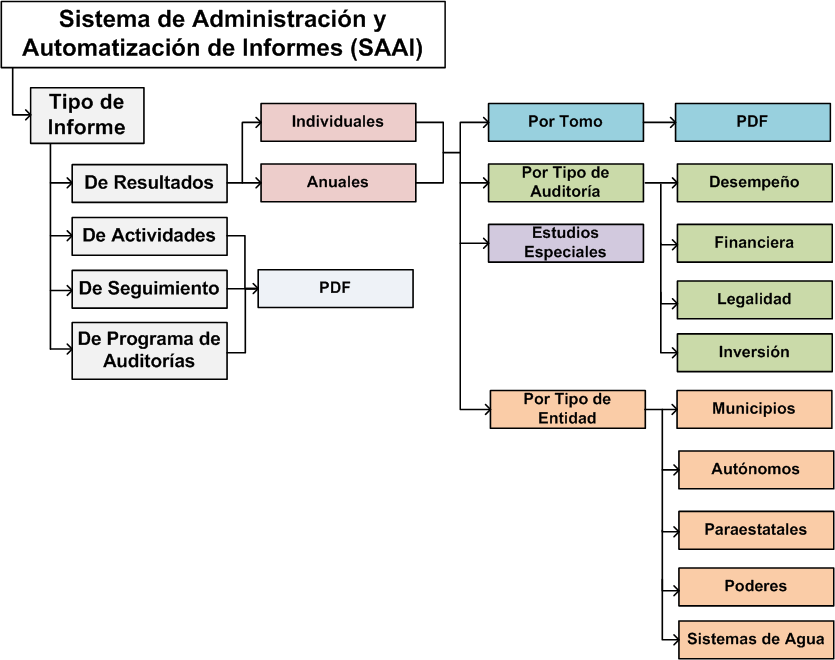 Sistema de Administración y
Automatización de Informes (SAAI)
Tipo de
Informe
De Resultados
De Actividades
De Seguimiento
De Programa de
Auditorías
Individuales
Anuales
PDF
Por Tomo
PDF
Por Tipo de
Auditoría
Desempeño
Financiera
Legalidad
Inversión
Estudios
Especiales
Por Tipo de
Entidad
Municipios
Autónomos
Paraestatales
Poderes
Sistemas de Agua